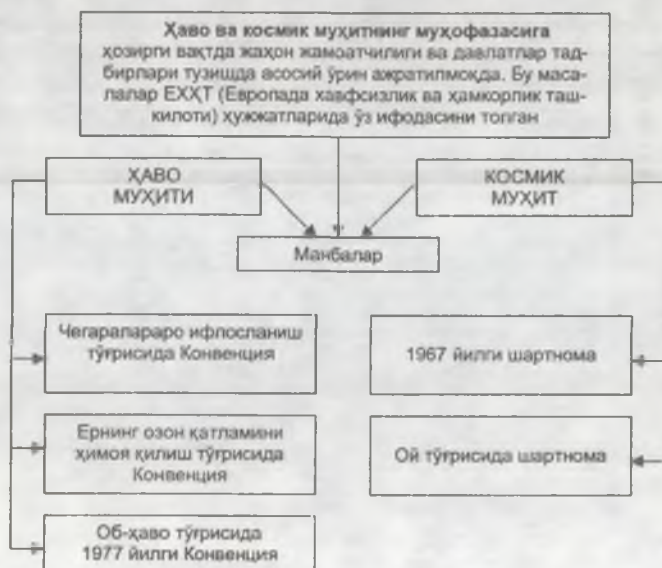 Ҳаво ва космик муҳитнинг муҳофазасига
ҳозирги вақтда жаҳон жамоатчилиги ва давлатлар тад-
бирлари тузишда асосий ўрин ажратилмоқда. Бу маса-
лалар ЕХҲТ (Европада хавфсизлик ва ҳамкорлик таш-
килоти) ҳужжатларида ўз ифодасини топган
ҲАВО
МУҲИТИ
КОСМИК
МУҲИТ
Манбалар
Чегаралараро ифлосланиш
тўғрисида Конвенция
1967 йилги шартнома
Ернинг озон қатламини
ҳимоя қилиш тўғрисида
Конвенция
Ой тўғрисида шартнома
Об-ҳаво тўғрисида
1977 йилги Конвенция